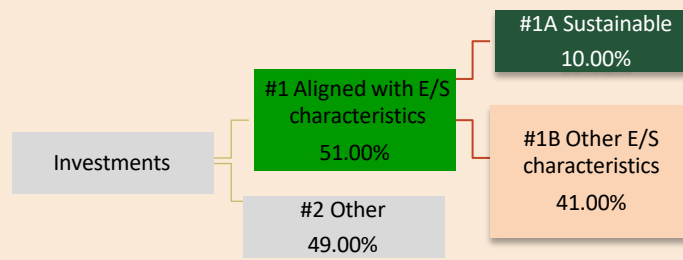 Investments
#1 Aligned with E/S
characteristics
51.00%
#2 Other
49.00%
#1A Sustainable
10.00%
#1B Other E/S
characteristics
41.00%